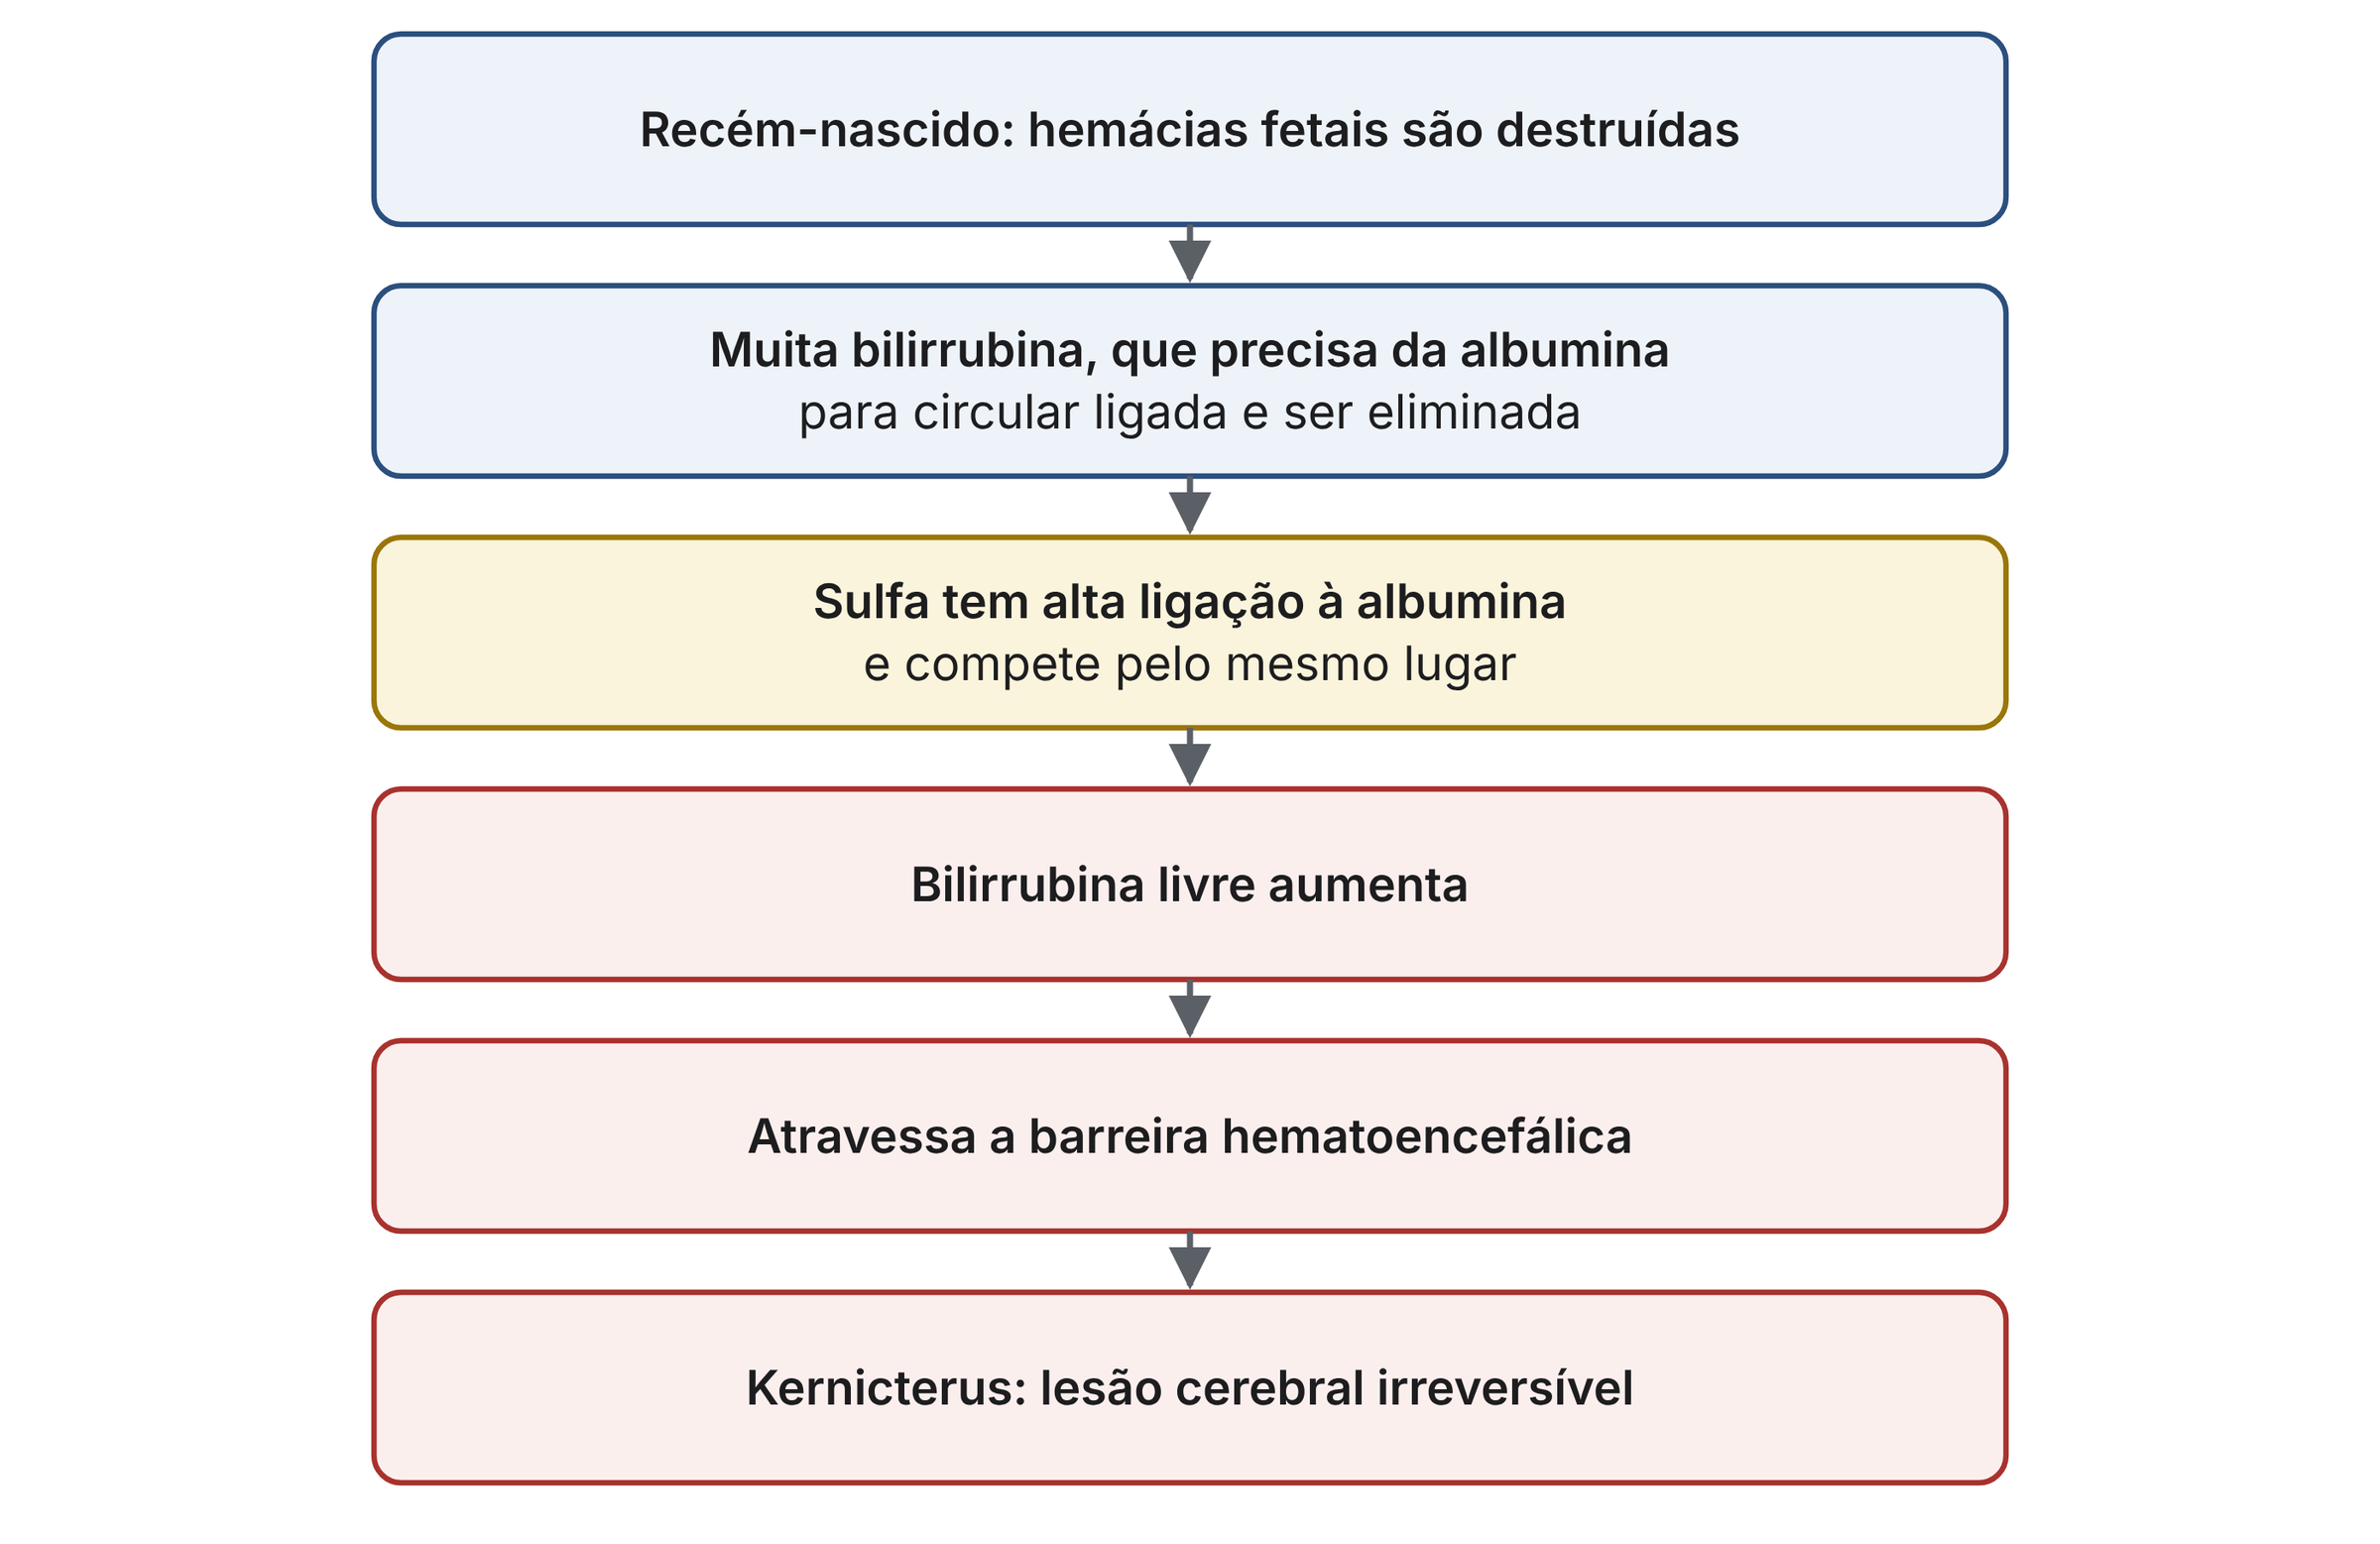 Recém-nascido: hemácias fetais são destruídas
Muita bilirrubina, que precisa da albumina
para circular ligada e ser eliminada
Sulfa tem alta ligação à albumina
e compete pelo mesmo lugar
Bilirrubina livre aumenta
Atravessa a barreira hematoencefálica
Kernicterus: lesão cerebral irreversível